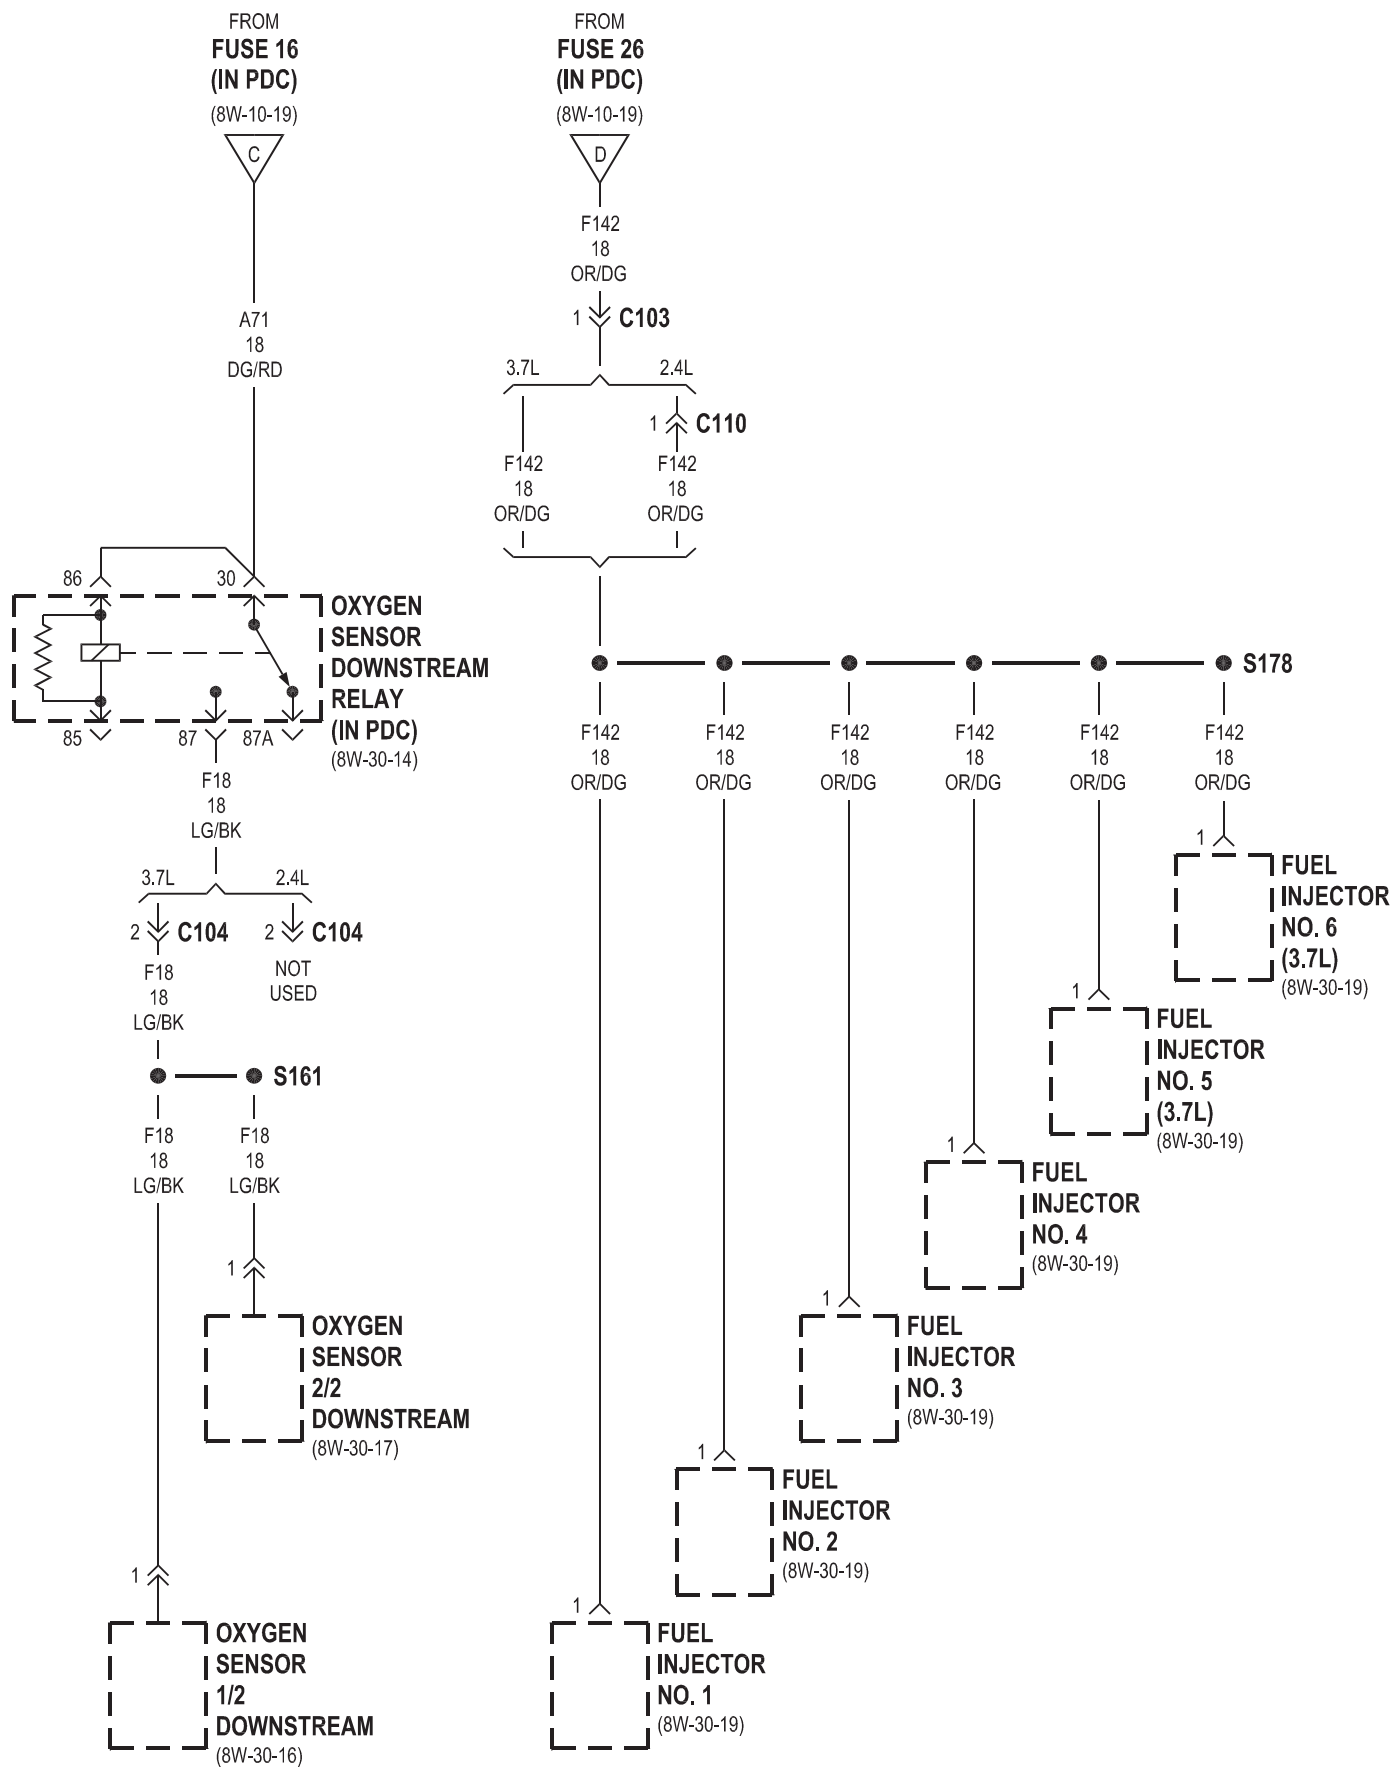 FROM
FUSE 16
(IN PDC)
(8W-10-19)
C
A71
18
DG/RD
86
30
OXYGEN
SENSOR
DOWNSTREAM
RELAY
(IN PDC)
(8W-30-14)
85
87
87A
F18
18
LG/BK
3.7L
2.4L
2
C104
2
C104
F18
18
LG/BK
NOT
USED
S161
F18
18
LG/BK
F18
18
LG/BK
1
OXYGEN
SENSOR
2/2
DOWNSTREAM
(8W-30-17)
1
OXYGEN
SENSOR
1/2
DOWNSTREAM
(8W-30-16)
FROM
FUSE 26
(IN PDC)
(8W-10-19)
D
F142
18
OR/DG
1
C103
3.7L
2.4L
1
C110
F142
18
OR/DG
F142
18
OR/DG
S178
F142
18
OR/DG
F142
18
OR/DG
F142
18
OR/DG
F142
18
OR/DG
F142
18
OR/DG
F142
18
OR/DG
1
FUEL
INJECTOR
NO. 6
(3.7L)
(8W-30-19)
1
FUEL
INJECTOR
NO. 5
(3.7L)
(8W-30-19)
1
FUEL
INJECTOR
NO. 4
(8W-30-19)
1
FUEL
INJECTOR
NO. 3
(8W-30-19)
1
FUEL
INJECTOR
NO. 2
(8W-30-19)
1
FUEL
INJECTOR
NO. 1
(8W-30-19)